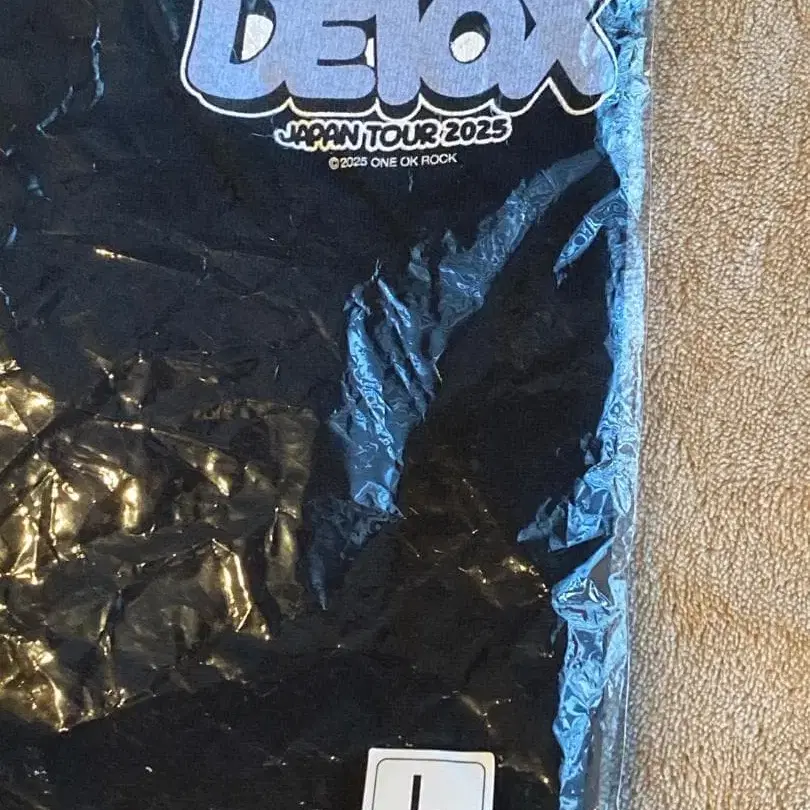 DETOX
JAPAN TOUR 2025
©2025 ONE OK ROCK
L